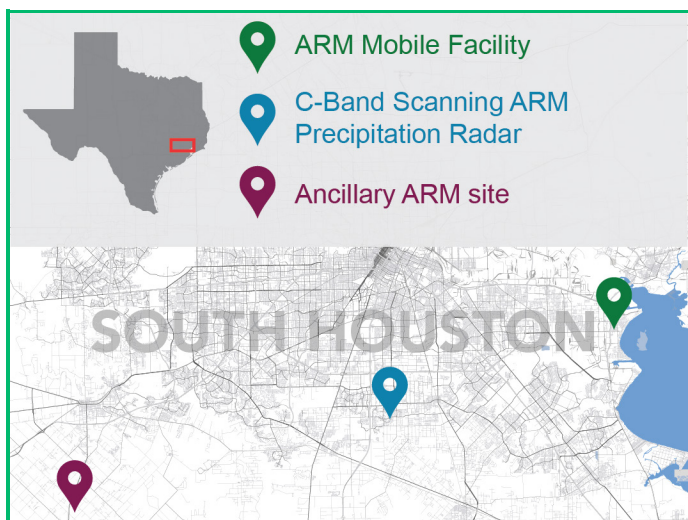 ARM Mobile Facility
C-Band Scanning ARM
Precipitation Radar
Ancillary ARM site
SOUTH HOUSTON